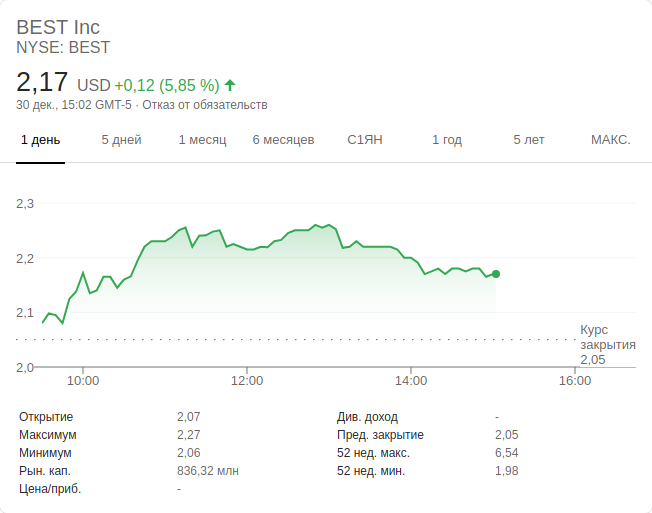 BEST Inc
NYSE: BEST
2,17 USD +0,12 (5,85 %) ↑
30 дек., 15:02 GMT-5 · Отказ от обязательств
1 день 5 дней 1 месяц 6 месяцев С1ЯН 1 год 5 лет МАКС.
2,3
2,2
2,1
2,0
Курс
закрытия
2,05
10:00 12:00 14:00 16:00
Открытие 2,07
Максимум 2,27
Минимум 2,06
Рын. кап. 836,32 млн
Цена/приб. -
Див. доход -
Пред. закрытие 2,05
52 нед. макс. 6,54
52 нед. мин. 1,98